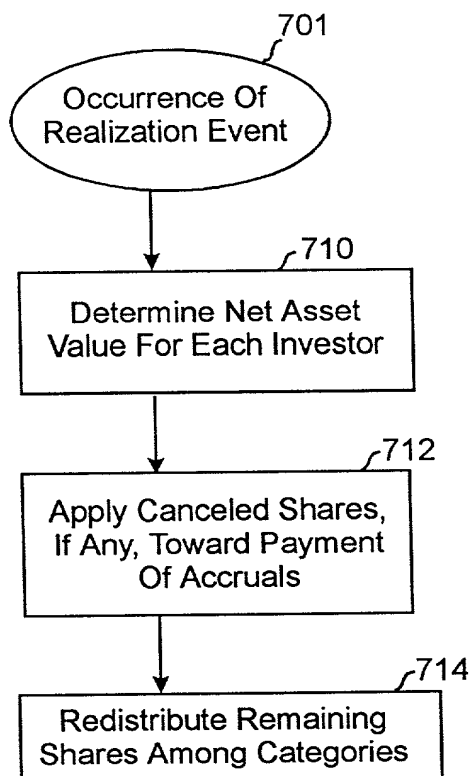 701
Occurrence Of
Realization Event
710
Determine Net Asset
Value For Each Investor
712
Apply Canceled Shares,
If Any, Toward Payment
Of Accruals
714
Redistribute Remaining
Shares Among Categories